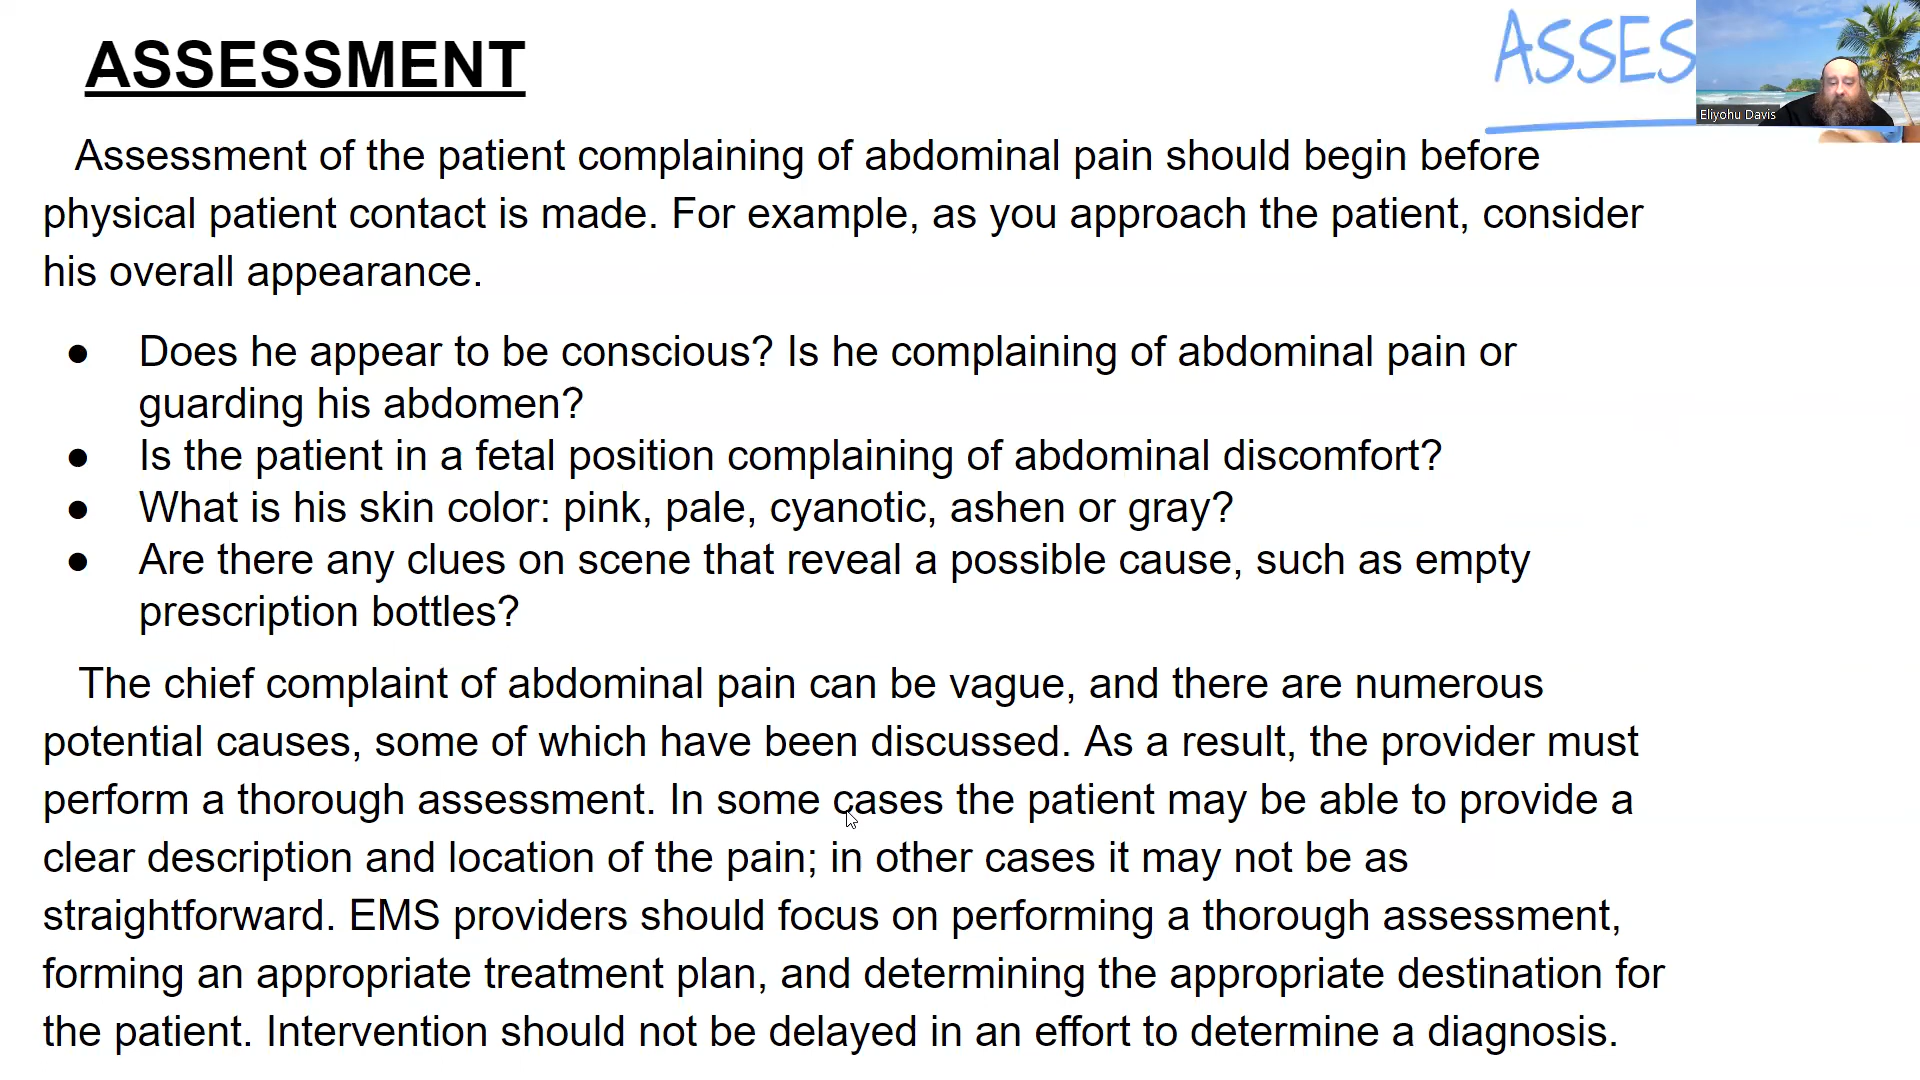 ASSESSMENT
ASSES
Eliyohu Davis
Assessment of the patient complaining of abdominal pain should begin before
physical patient contact is made. For example, as you approach the patient, consider
his overall appearance.
● Does he appear to be conscious? Is he complaining of abdominal pain or
guarding his abdomen?
● Is the patient in a fetal position complaining of abdominal discomfort?
● What is his skin color: pink, pale, cyanotic, ashen or gray?
● Are there any clues on scene that reveal a possible cause, such as empty
prescription bottles?
The chief complaint of abdominal pain can be vague, and there are numerous
potential causes, some of which have been discussed. As a result, the provider must
perform a thorough assessment. In some cases the patient may be able to provide a
clear description and location of the pain; in other cases it may not be as
straightforward. EMS providers should focus on performing a thorough assessment,
forming an appropriate treatment plan, and determining the appropriate destination for
the patient. Intervention should not be delayed in an effort to determine a diagnosis.